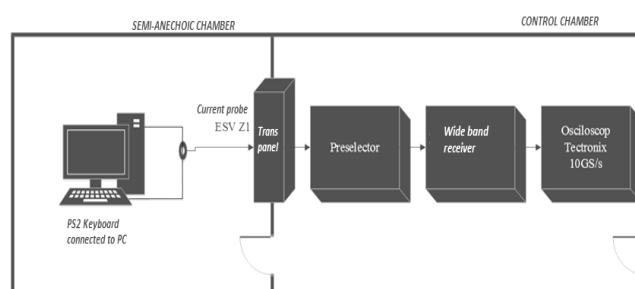 SEMI-ANECHOIC CHAMBER
CONTROL CHAMBER
Current probe
ESV Z1
Trans
panel
Preselector
Wide band
receiver
Osciloscop
Tectronix
10GS/s
PS2 Keyboard
connected to PC